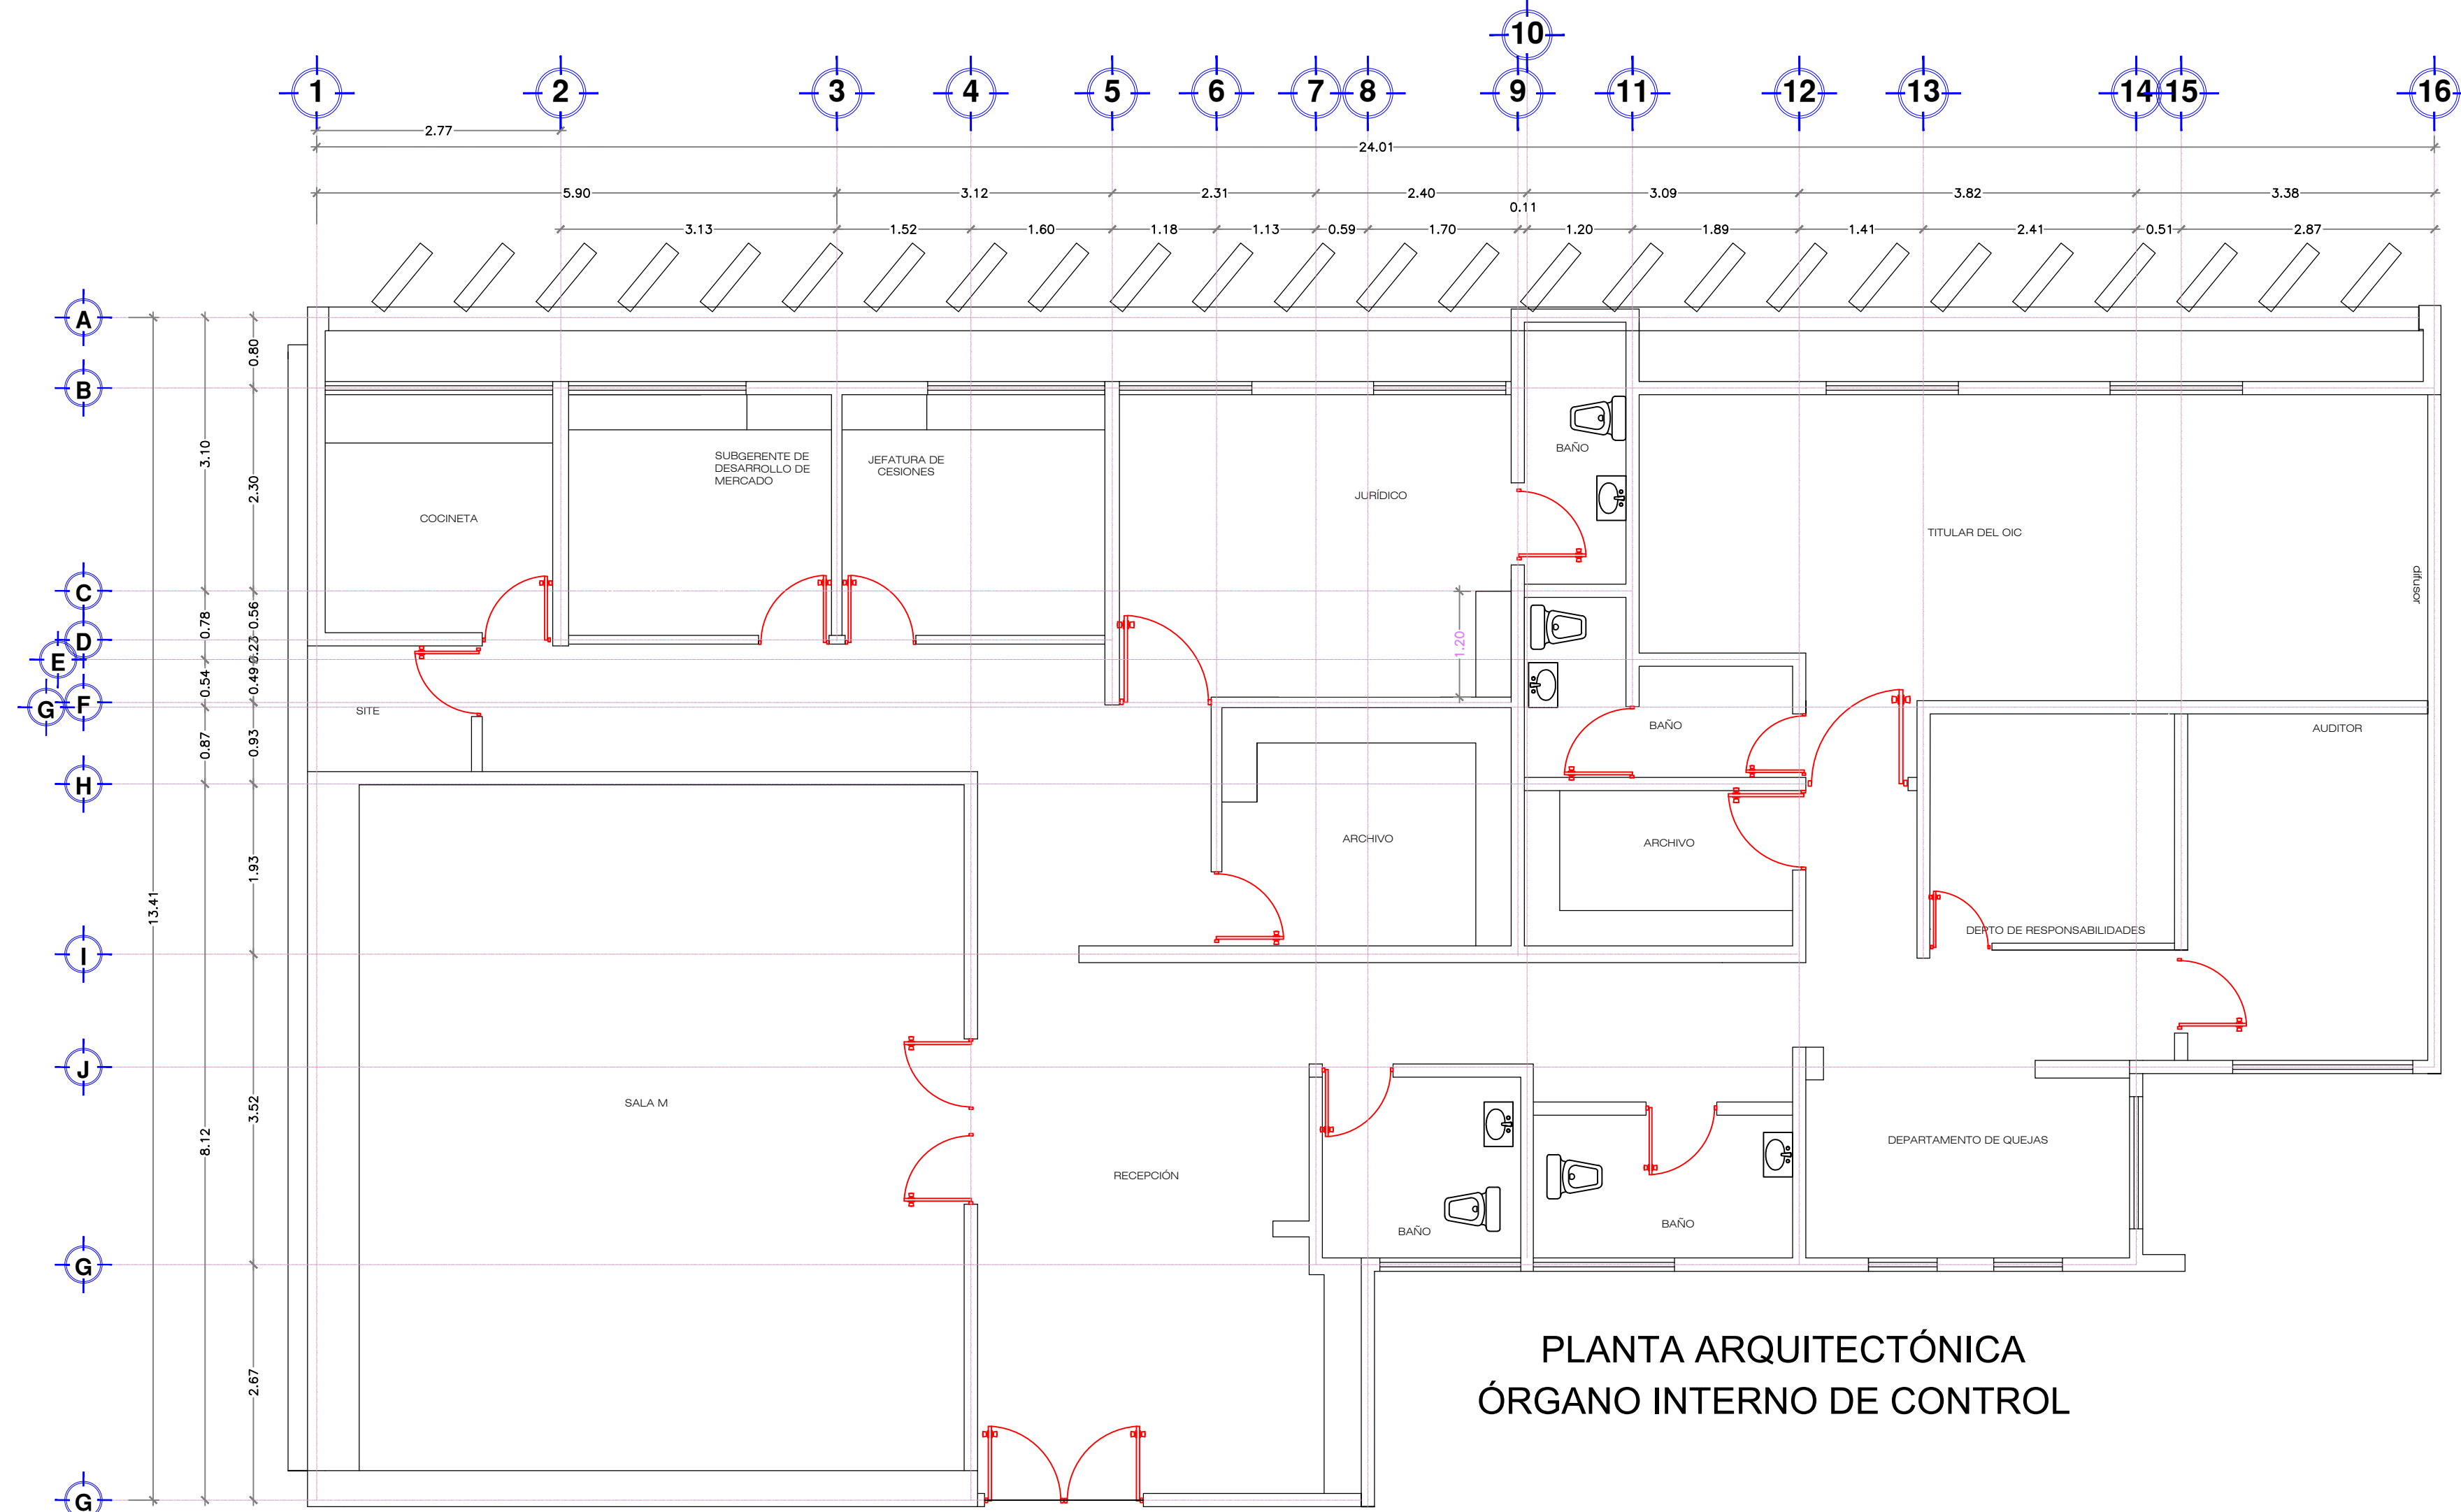 10
1 2 3 4 5 6 7 8 9 11 12 13 14 15 16
2.77
24.01
5.90 3.12 2.31 2.40 3.09 3.82 3.38
0.11
3.13 1.52 1.60 1.18 1.13 0.59 1.70 1.20 1.89 1.41 2.41 0.51 2.87
A
B
C
D
E
F
G
H
I
J
G
G
13.41
3.10
0.78
0.54
0.87
8.12
0.80
2.30
0.56
0.23
0.49
0.93
1.93
3.52
2.67
1.20
COCINETA
SUBGERENTE DE
DESARROLLO DE
MERCADO
JEFATURA DE
CESIONES
JURÍDICO
BAÑO
TITULAR DEL OIC
difusor
SITE
BAÑO
AUDITOR
ARCHIVO
ARCHIVO
DEPTO DE RESPONSABILIDADES
SALA M
RECEPCIÓN
BAÑO
BAÑO
DEPARTAMENTO DE QUEJAS
PLANTA ARQUITECTÓNICA
ÓRGANO INTERNO DE CONTROL